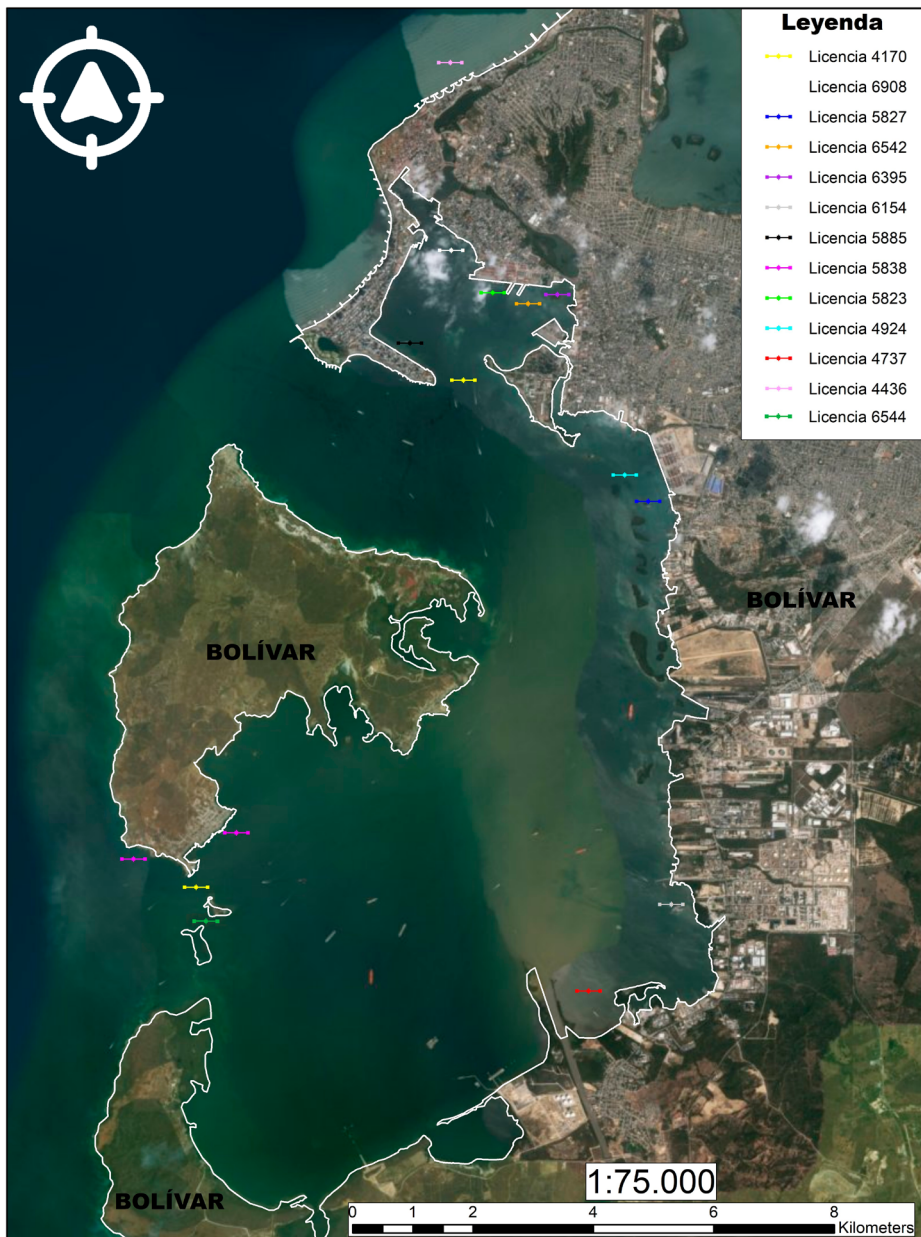 Leyenda
Licencia 4170
Licencia 6908
Licencia 5827
Licencia 6542
Licencia 6395
Licencia 6154
Licencia 5885
Licencia 5838
Licencia 5823
Licencia 4924
Licencia 4737
Licencia 4436
Licencia 6544
BOLÍVAR
BOLÍVAR
BOLÍVAR
1:75.000
0 2 4 6 8
Kilometers